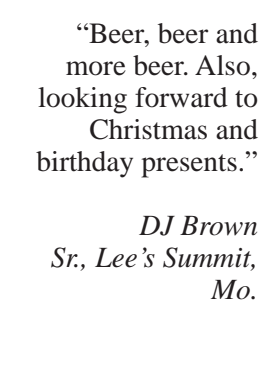 “Beer, beer and
more beer. Also,
looking forward to
Christmas and
birthday presents.”
DJ Brown
Sr., Lee’s Summit,
Mo.